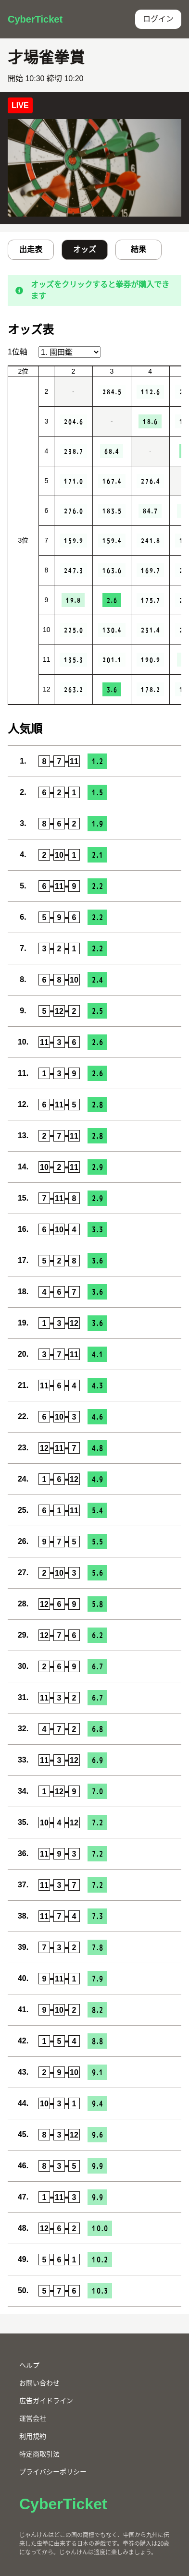 CyberTicket
ログイン
才場雀拳賞
開始 10:30 締切 10:20
LIVE
出走表
オッズ
結果
オッズをクリックすると拳券が購入でき
ます
オッズ表
1位軸 1. 園田鑑
2位 2 3 4
2 - 284.5 112.6
3 204.6 - 18.6
4 238.7 68.4 -
5 171.0 167.4 276.4
6 276.0 183.5 84.7
3位 7 159.9 159.4 241.8
8 247.3 163.6 169.7
9 19.8 2.6 175.7
10 225.0 130.4 231.4
11 135.3 201.1 190.9
12 263.2 3.6 178.2
人気順
1. 8-7-11 1.2
2. 6-2-1 1.5
3. 8-6-2 1.9
4. 2-10-1 2.1
5. 6-11-9 2.2
6. 5-9-6 2.2
7. 3-2-1 2.2
8. 6-8-10 2.4
9. 5-12-2 2.5
10. 11-3-6 2.6
11. 1-3-9 2.6
12. 6-11-5 2.8
13. 2-7-11 2.8
14. 10-2-11 2.9
15. 7-11-8 2.9
16. 6-10-4 3.3
17. 5-2-8 3.6
18. 4-6-7 3.6
19. 1-3-12 3.6
20. 3-7-11 4.1
21. 11-6-4 4.3
22. 6-10-3 4.6
23. 12-11-7 4.8
24. 1-6-12 4.9
25. 6-1-11 5.4
26. 9-7-5 5.5
27. 2-10-3 5.6
28. 12-6-9 5.8
29. 12-7-6 6.2
30. 2-6-9 6.7
31. 11-3-2 6.7
32. 4-7-2 6.8
33. 11-3-12 6.9
34. 1-12-9 7.0
35. 10-4-12 7.2
36. 11-9-3 7.2
37. 11-3-7 7.2
38. 11-7-4 7.3
39. 7-3-2 7.8
40. 9-11-1 7.9
41. 9-10-2 8.2
42. 1-5-4 8.8
43. 2-9-10 9.1
44. 10-3-1 9.4
45. 8-3-12 9.6
46. 8-3-5 9.9
47. 1-11-3 9.9
48. 12-6-2 10.0
49. 5-6-1 10.2
50. 5-7-6 10.3
ヘルプ
お問い合わせ
広告ガイドライン
運営会社
利用規約
特定商取引法
プライバシーポリシー
CyberTicket
じゃんけんはどこの国の商標でもなく、中国から九州に伝
来した虫拳に由来する日本の遊戯です。拳券の購入は20歳
になってから。じゃんけんは適度に楽しみましょう。